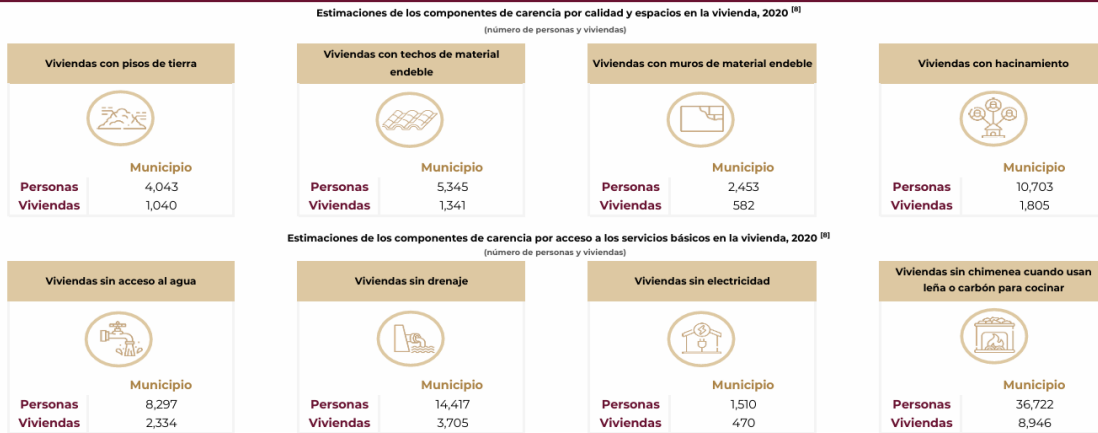 Estimaciones de los componentes de carencia por calidad y espacios en la vivienda, 2020 [8]
(número de personas y viviendas)
Viviendas con pisos de tierra
Municipio
Personas 4,043
Viviendas 1,040
Viviendas con techos de material
endeble
Municipio
Personas 5,345
Viviendas 1,341
Viviendas con muros de material endeble
Municipio
Personas 2,453
Viviendas 582
Viviendas con hacinamiento
Municipio
Personas 10,703
Viviendas 1,805
Estimaciones de los componentes de carencia por acceso a los servicios básicos en la vivienda, 2020 [8]
(número de personas y viviendas)
Viviendas sin acceso al agua
Municipio
Personas 8,297
Viviendas 2,334
Viviendas sin drenaje
Municipio
Personas 14,417
Viviendas 3,705
Viviendas sin electricidad
Municipio
Personas 1,510
Viviendas 470
Viviendas sin chimenea cuando usan
leña o carbón para cocinar
Municipio
Personas 36,722
Viviendas 8,946